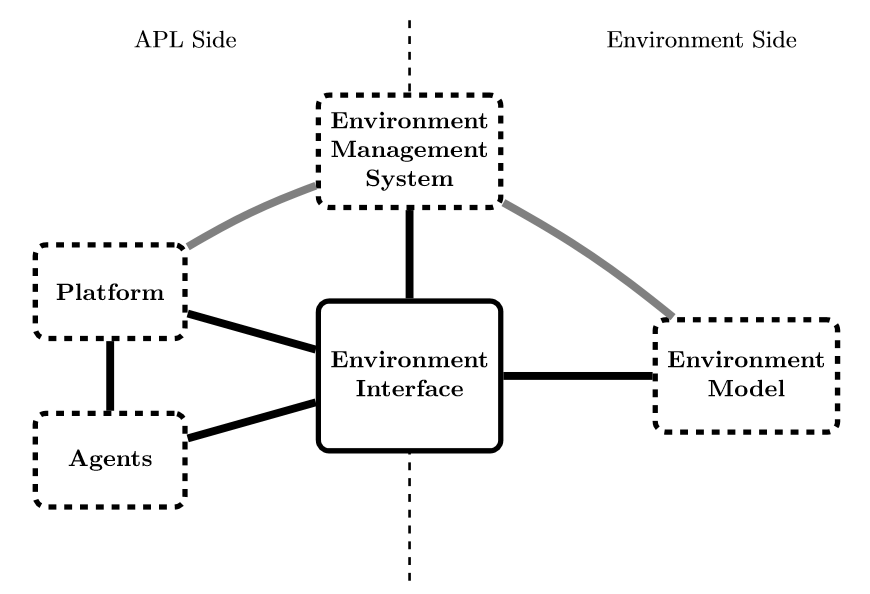 APL Side
Environment Side
Environment
Management
System
Platform
Environment
Interface
Environment
Model
Agents